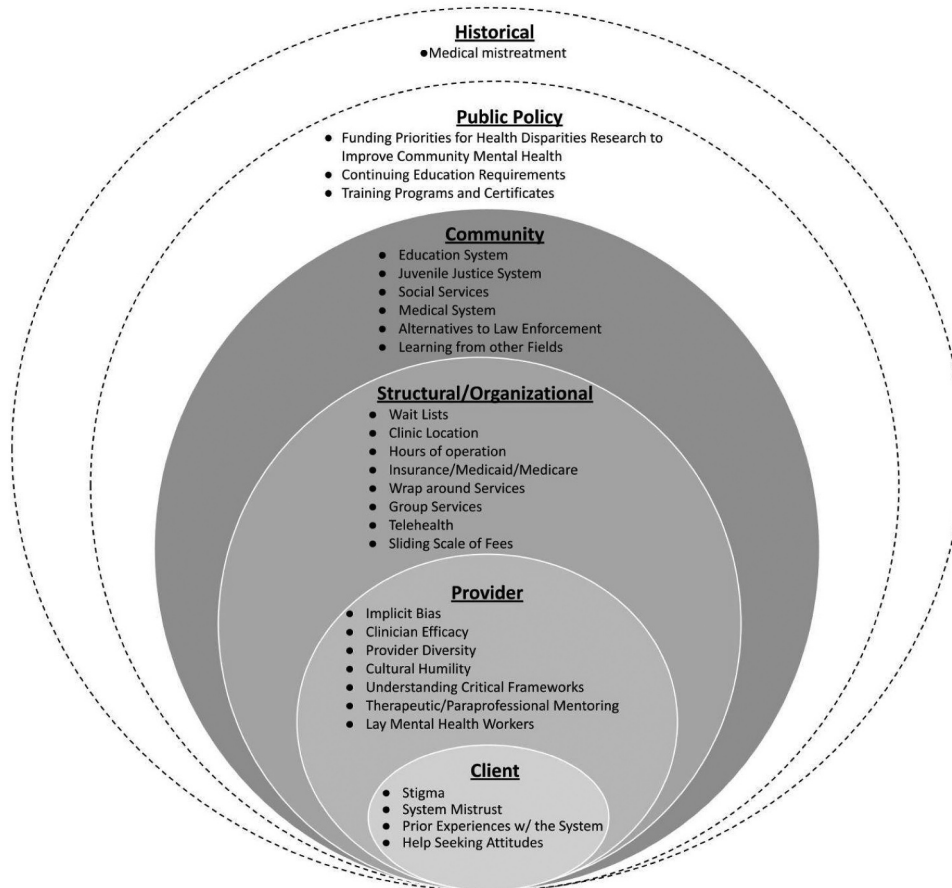 Historical
●Medical mistreatment
Public Policy
● Funding Priorities for Health Disparities Research to
Improve Community Mental Health
● Continuing Education Requirements
● Training Programs and Certificates
Community
● Education System
● Juvenile Justice System
● Social Services
● Medical System
● Alternatives to Law Enforcement
● Learning from other Fields
Structural/Organizational
● Wait Lists
● Clinic Location
● Hours of operation
● Insurance/Medicaid/Medicare
● Wrap around Services
● Group Services
● Telehealth
● Sliding Scale of Fees
Provider
● Implicit Bias
● Clinician Efficacy
● Provider Diversity
● Cultural Humility
● Understanding Critical Frameworks
● Therapeutic/Paraprofessional Mentoring
● Lay Mental Health Workers
Client
● Stigma
● System Mistrust
● Prior Experiences w/ the System
● Help Seeking Attitudes